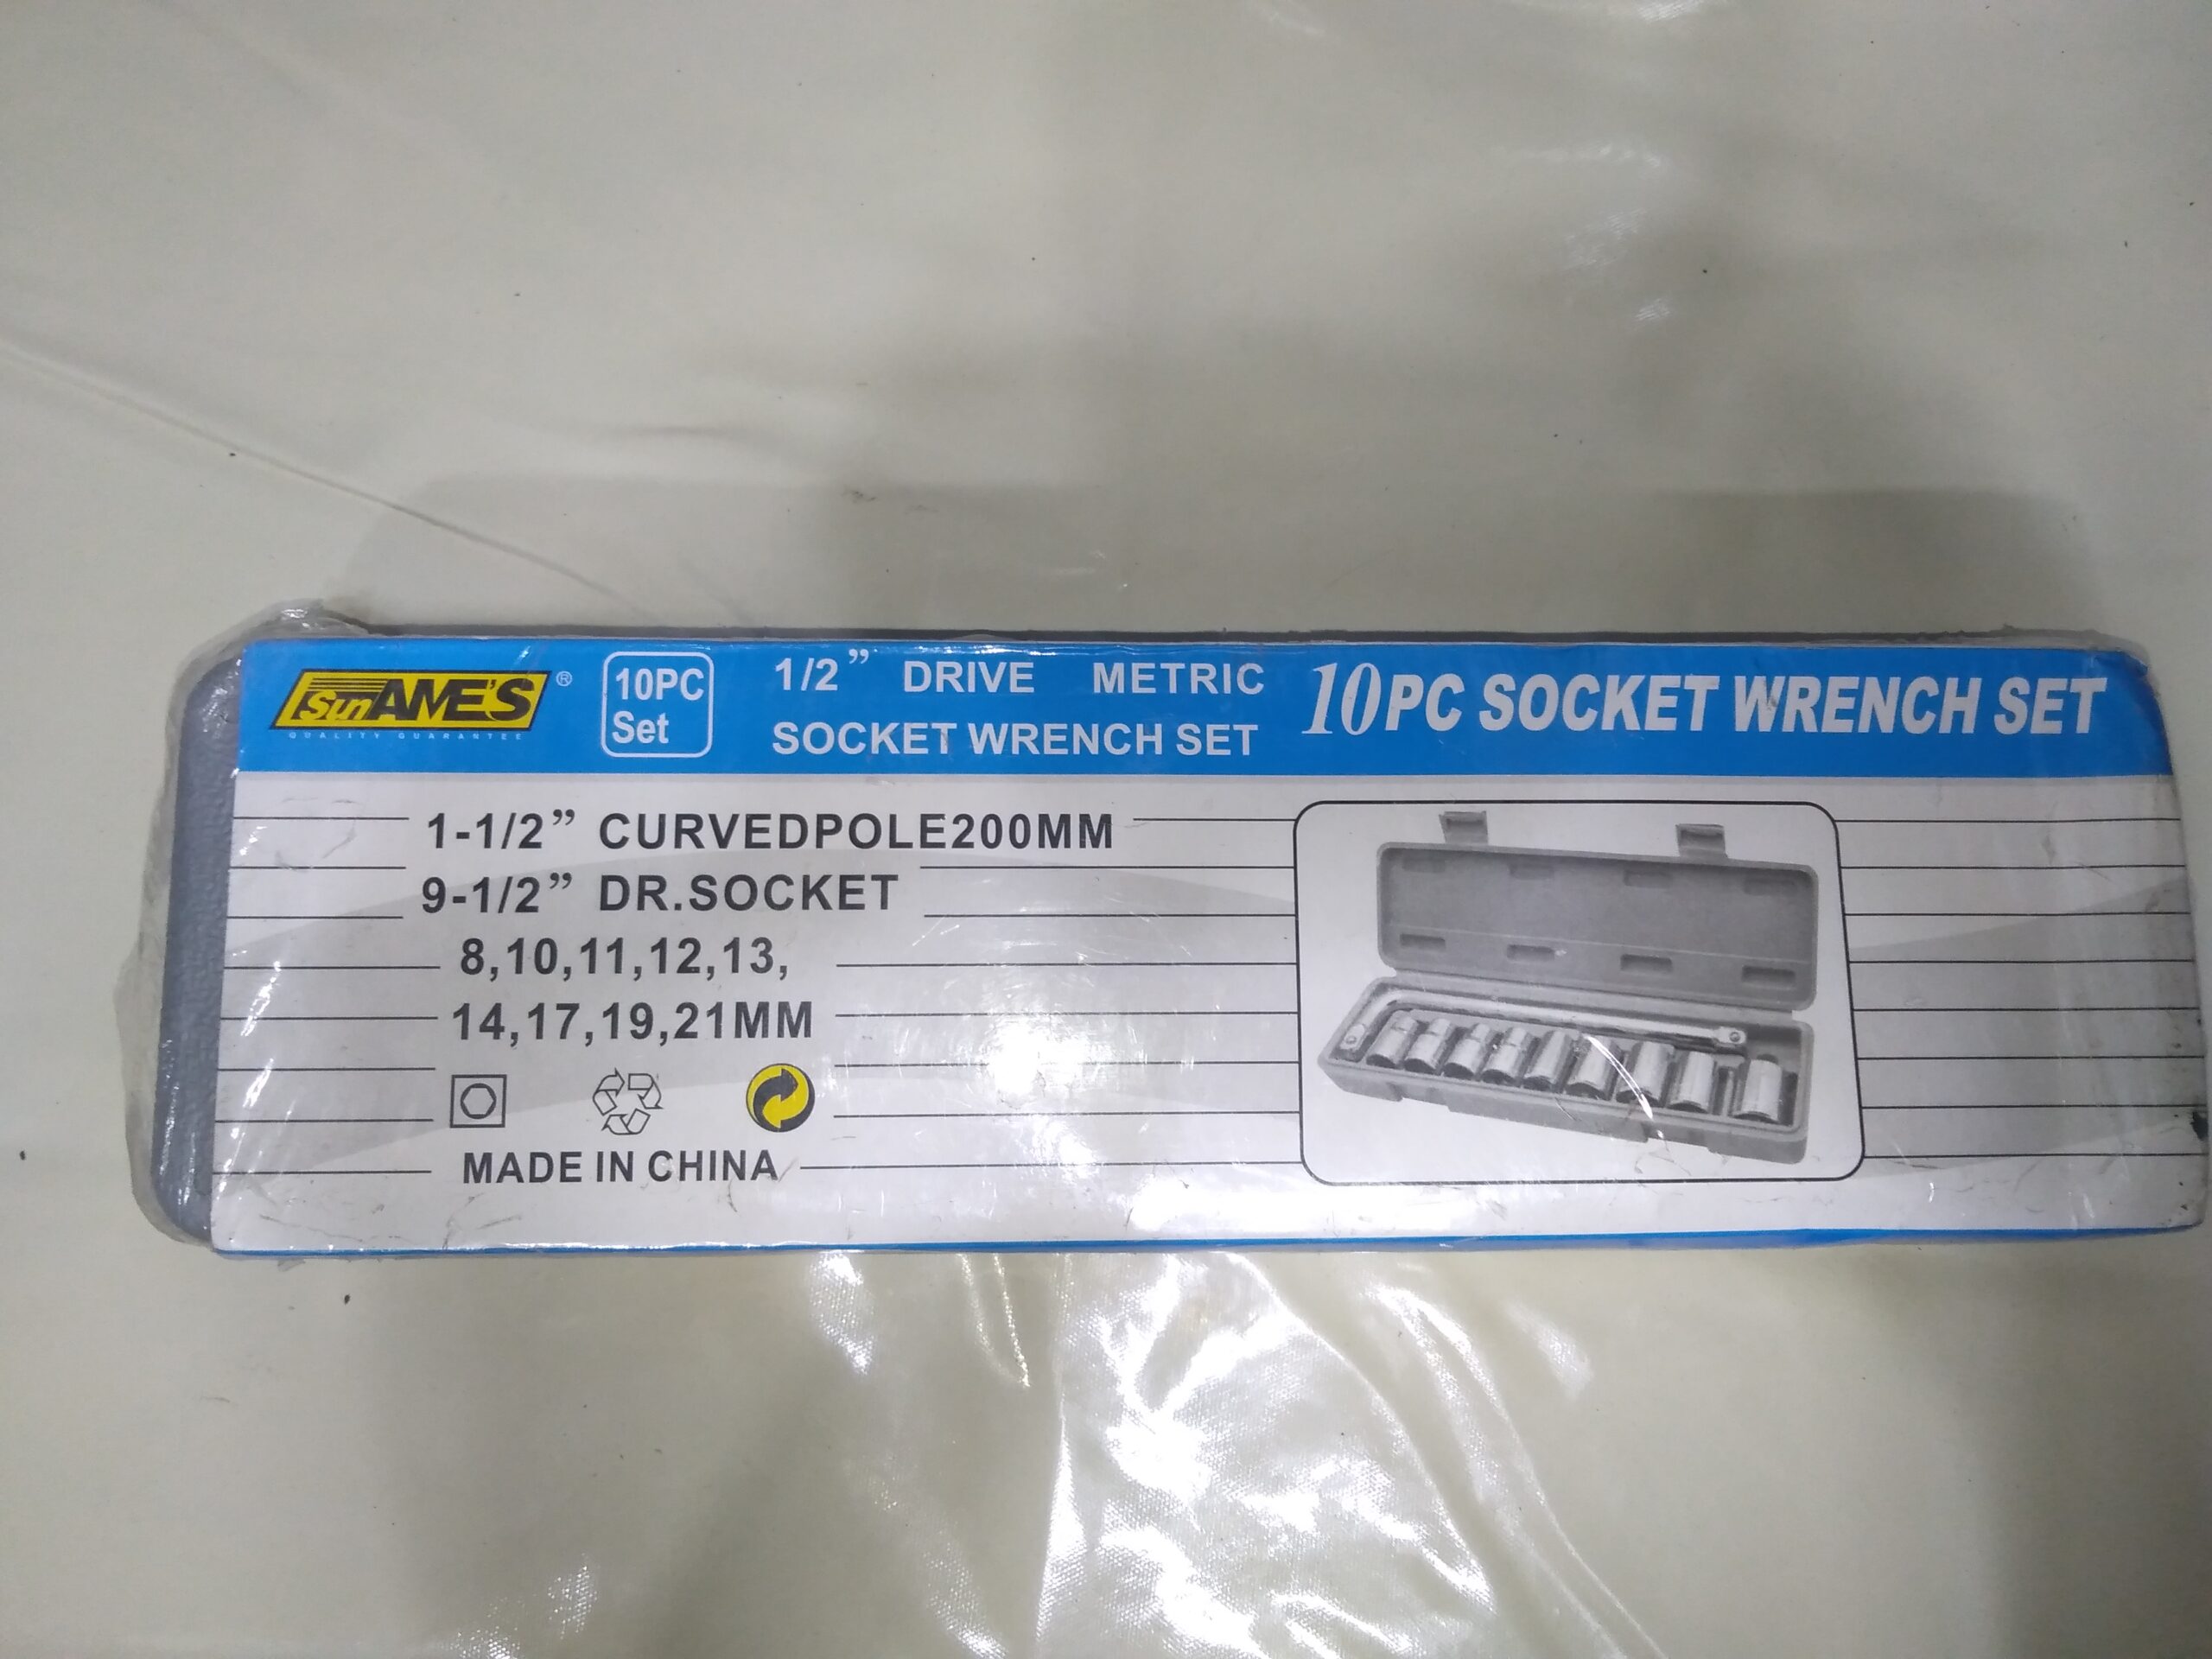 SunAME'S ®
QUALITY GUARANTEE
10PC
Set
1/2” DRIVE METRIC
SOCKET WRENCH SET
10PC SOCKET WRENCH SET
1-1/2” CURVEDPOLE200MM
9-1/2” DR.SOCKET
8,10,11,12,13,
14,17,19,21MM
MADE IN CHINA